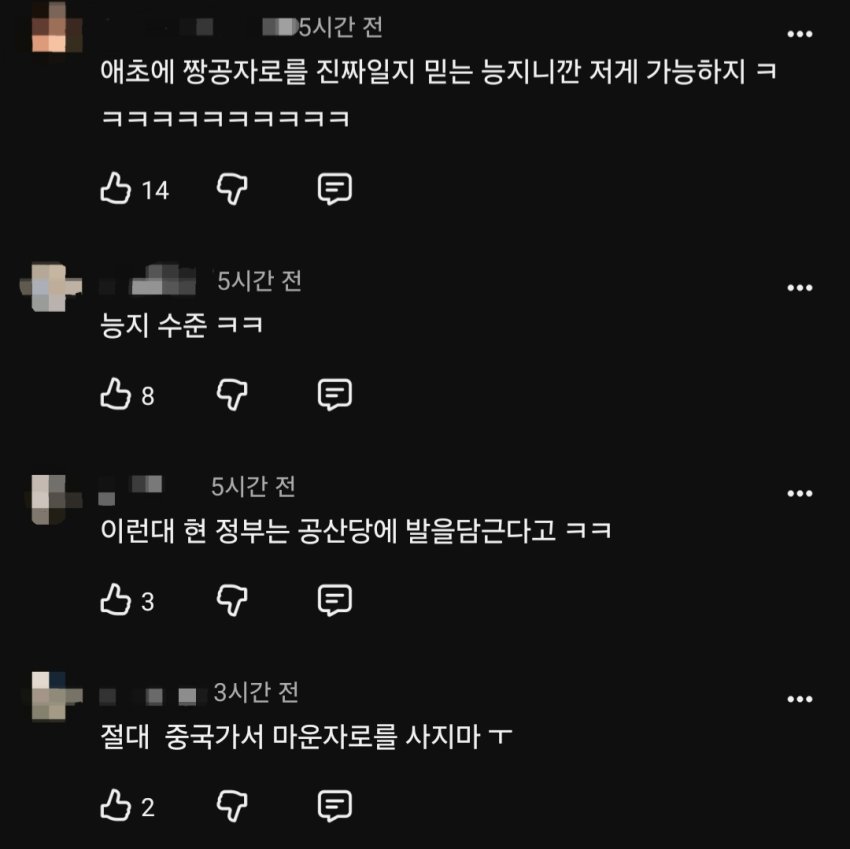 5시간 전
애초에 짱공자로를 진짜일지 믿는 능지니깐 저게 가능하지 ㅋ
ㅋㅋㅋㅋㅋㅋㅋㅋㅋㅋ
14
5시간 전
능지 수준 ㅋㅋ
8
5시간 전
이런대 현 정부는 공산당에 발을담근다고 ㅋㅋ
3
3시간 전
절대 중국가서 마운자로를 사지마 ㅜ
2